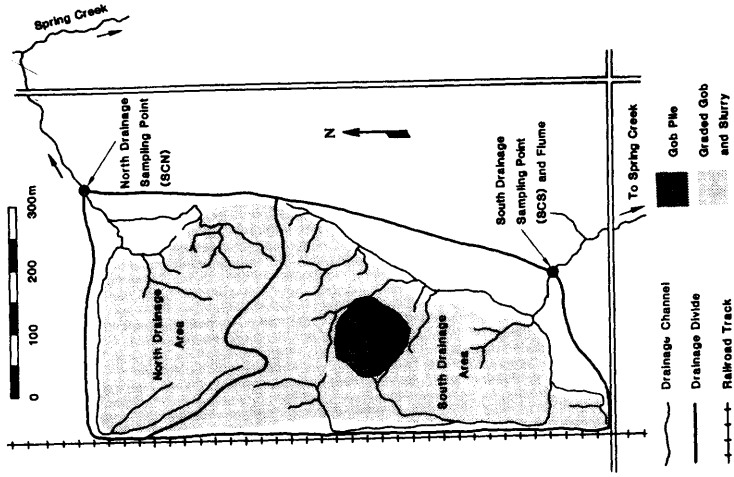 Spring Creek
North Drainage
Sampling Point
(SCN)
N
300m
200
100
0
North Drainage
Area
South Drainage
Sampling Point
(SCS) and Flume
South Drainage
Area
To Spring Creek
Drainage Channel
Drainage Divide
Railroad Track
Gob Pile
Graded Gob
and Slurry